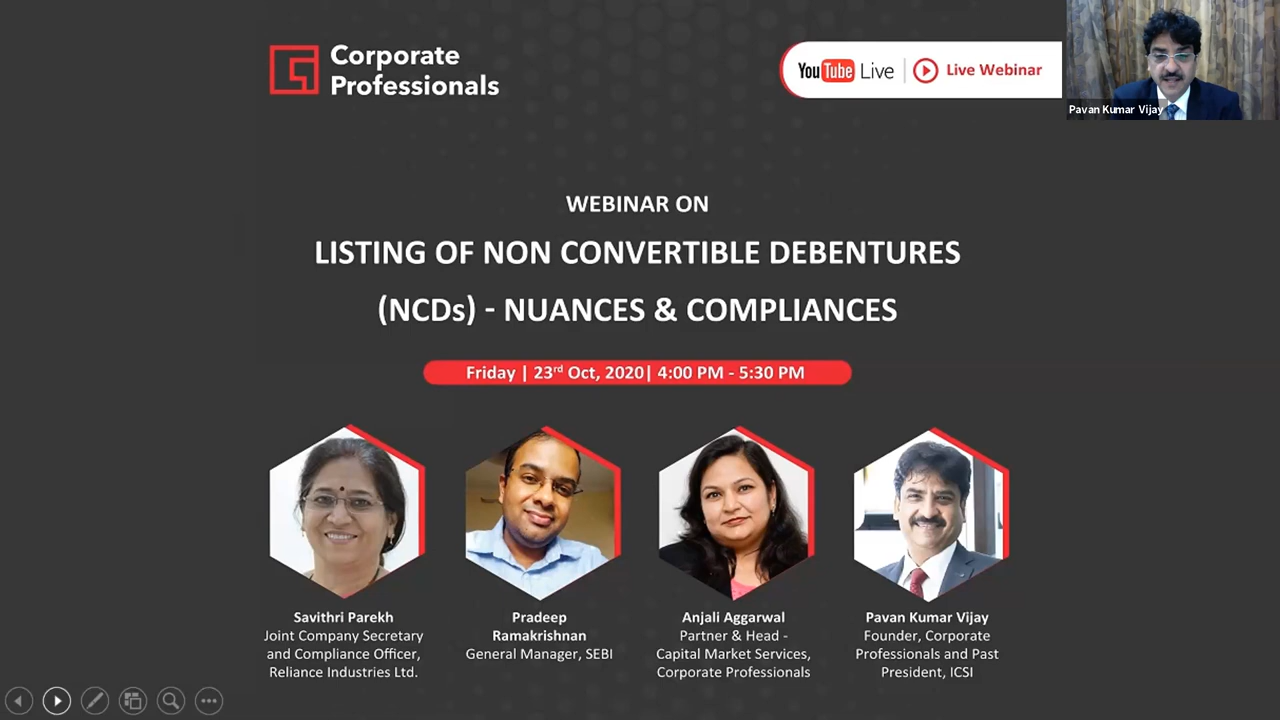 Corporate
Professionals
YouTube Live | Live Webinar
Pavan Kumar Vijay
WEBINAR ON
LISTING OF NON CONVERTIBLE DEBENTURES
(NCDs) - NUANCES & COMPLIANCES
Friday | 23rd Oct, 2020| 4:00 PM - 5:30 PM
Savithri Parekh
Joint Company Secretary
and Compliance Officer,
Reliance Industries Ltd.
Pradeep
Ramakrishnan
General Manager, SEBI
Anjali Aggarwal
Partner & Head -
Capital Market Services,
Corporate Professionals
Pavan Kumar Vijay
Founder, Corporate
Professionals and Past
President, ICSI